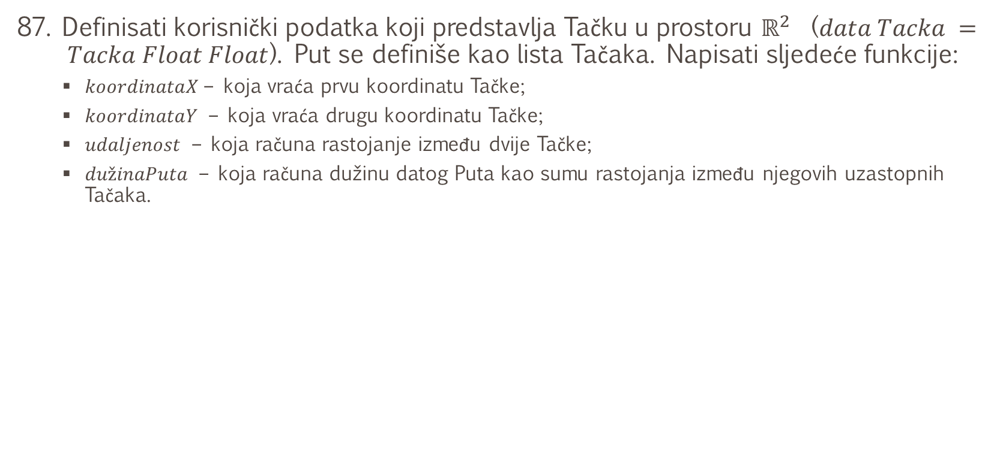 87. Definisati korisnički podatka koji predstavlja Tačku u prostoru ℝ² (data Tacka =
Tacka Float Float). Put se definiše kao lista Tačaka. Napisati sljedeće funkcije:
▪ koordinataX – koja vraća prvu koordinatu Tačke;
▪ koordinataY – koja vraća drugu koordinatu Tačke;
▪ udaljenost – koja računa rastojanje između dvije Tačke;
▪ dužinaPuta – koja računa dužinu datog Puta kao sumu rastojanja između njegovih uzastopnih
Tačaka.